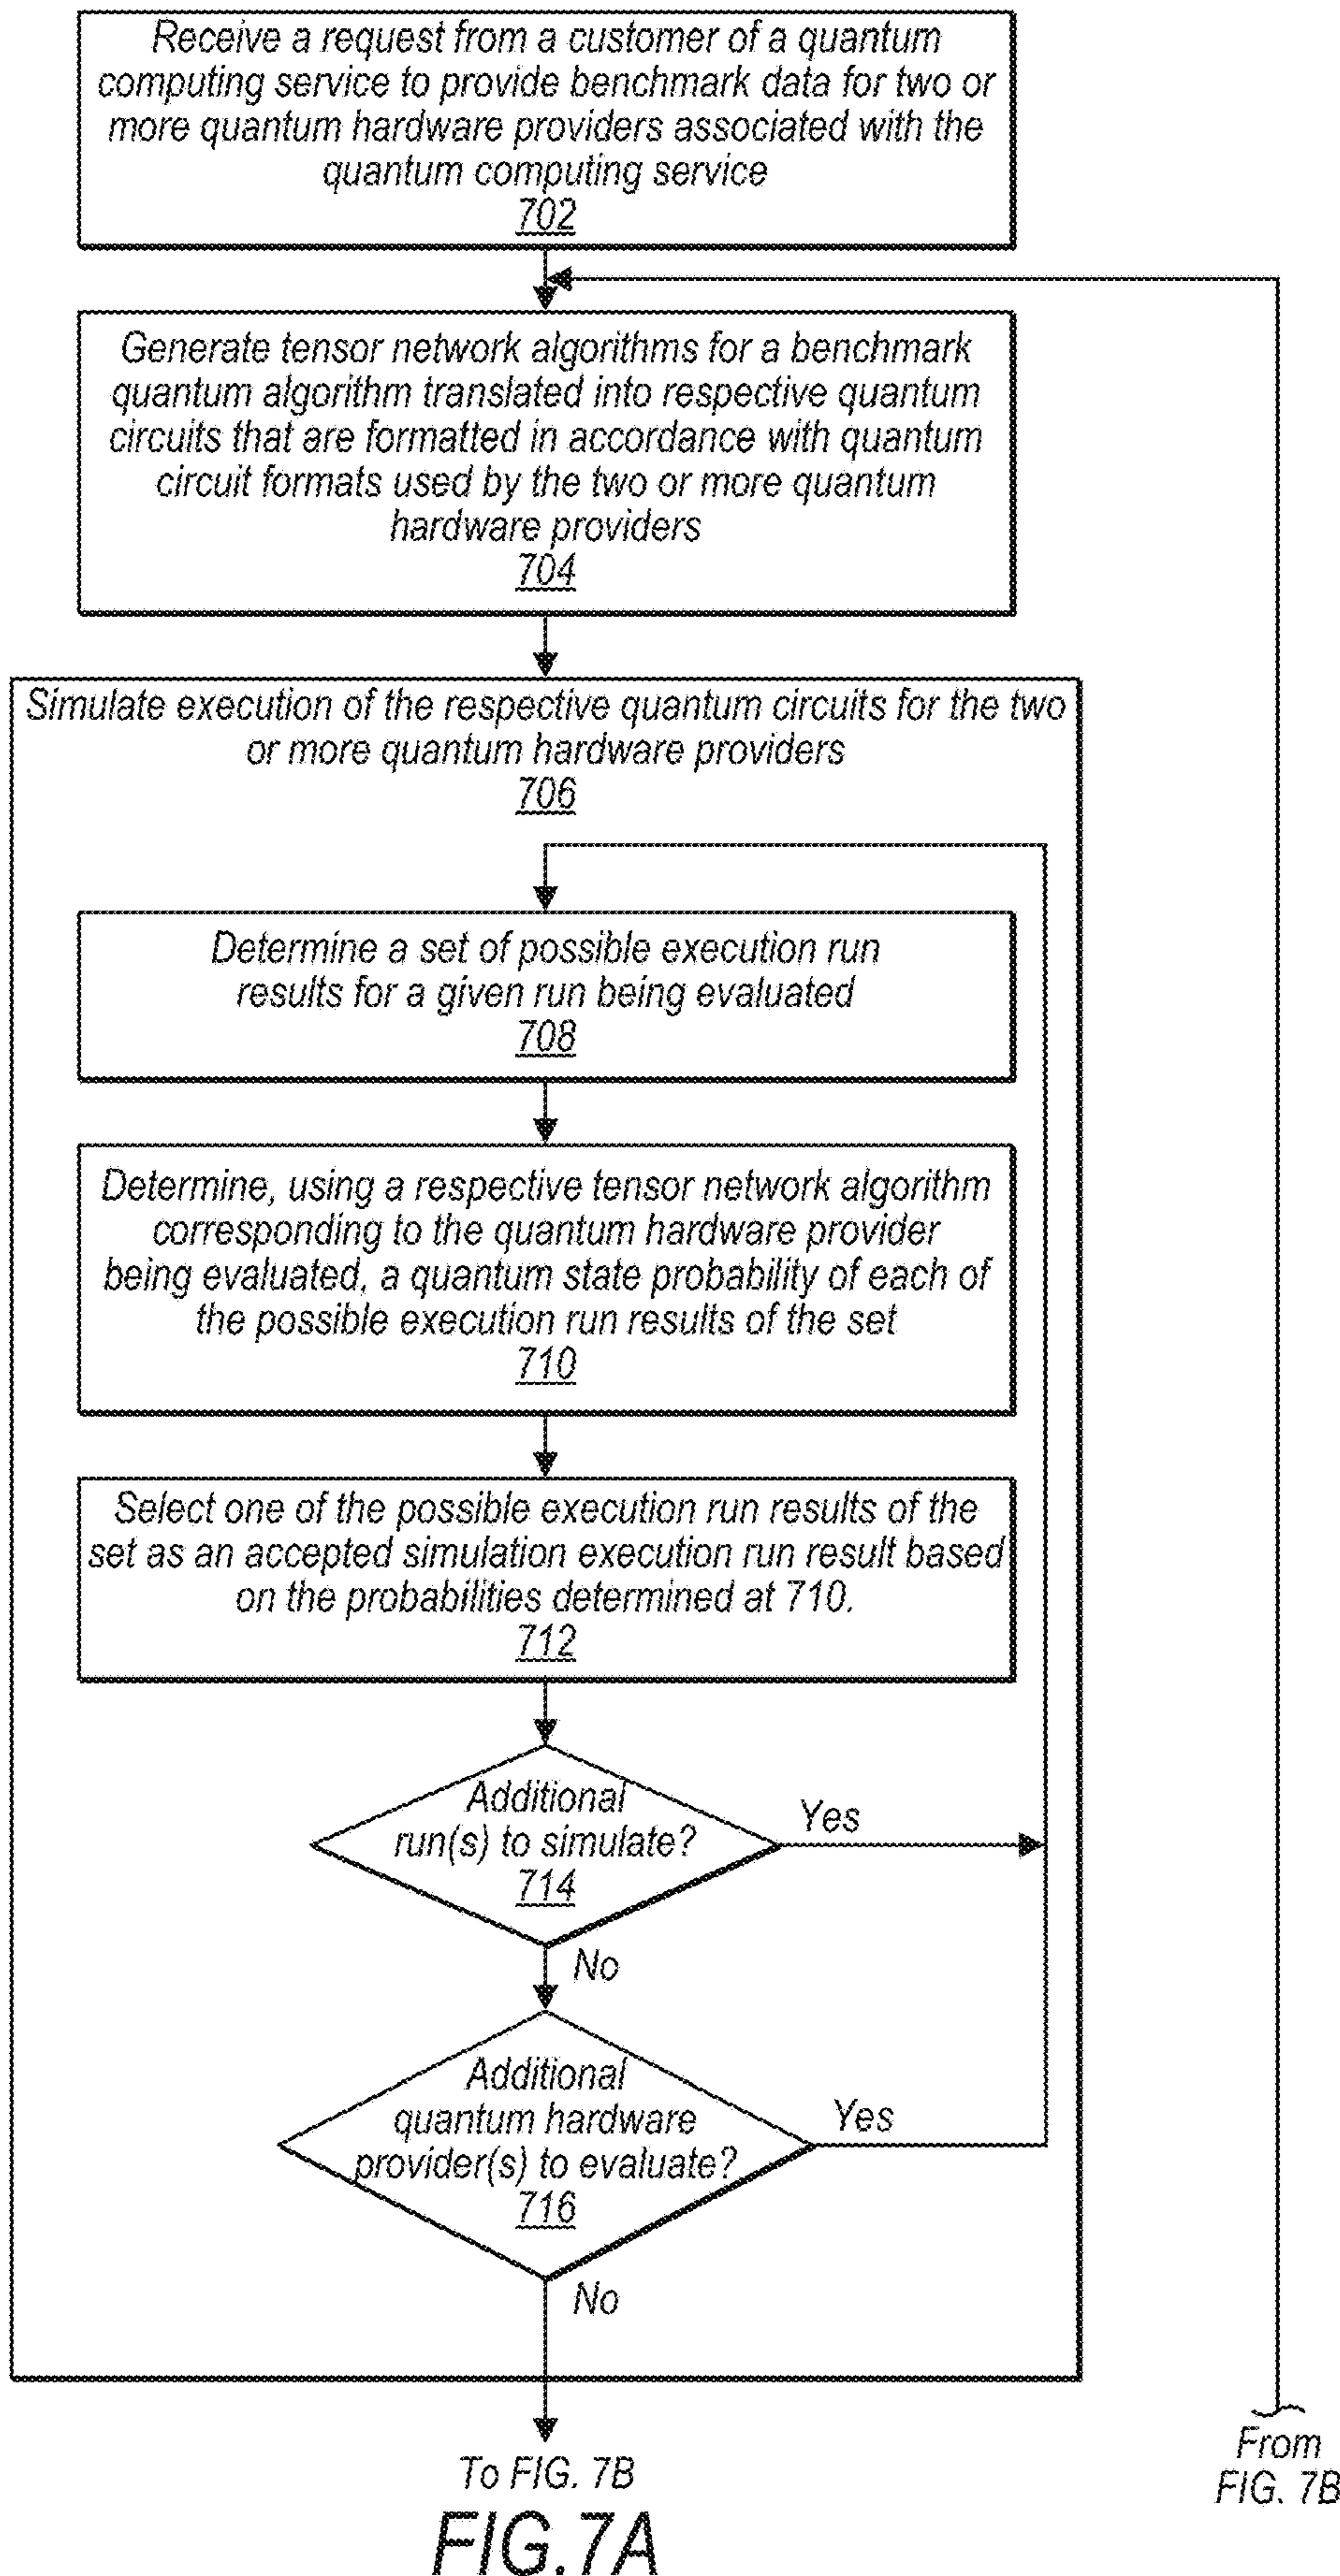 Receive a request from a customer of a quantum
computing service to provide benchmark data for two or
more quantum hardware providers associated with the
quantum computing service
702
Generate tensor network algorithms for a benchmark
quantum algorithm translated into respective quantum
circuits that are formatted in accordance with quantum
circuit formats used by the two or more quantum
hardware providers
704
Simulate execution of the respective quantum circuits for the two
or more quantum hardware providers
706
Determine a set of possible execution run
results for a given run being evaluated
708
Determine, using a respective tensor network algorithm
corresponding to the quantum hardware provider
being evaluated, a quantum state probability of each of
the possible execution run results of the set
710
Select one of the possible execution run results of the
set as an accepted simulation execution run result based
on the probabilities determined at 710.
712
Additional
run(s) to simulate?
714
Yes
No
Additional
quantum hardware
provider(s) to evaluate?
716
Yes
No
To FIG. 7B
From
FIG. 7B
FIG. 7A